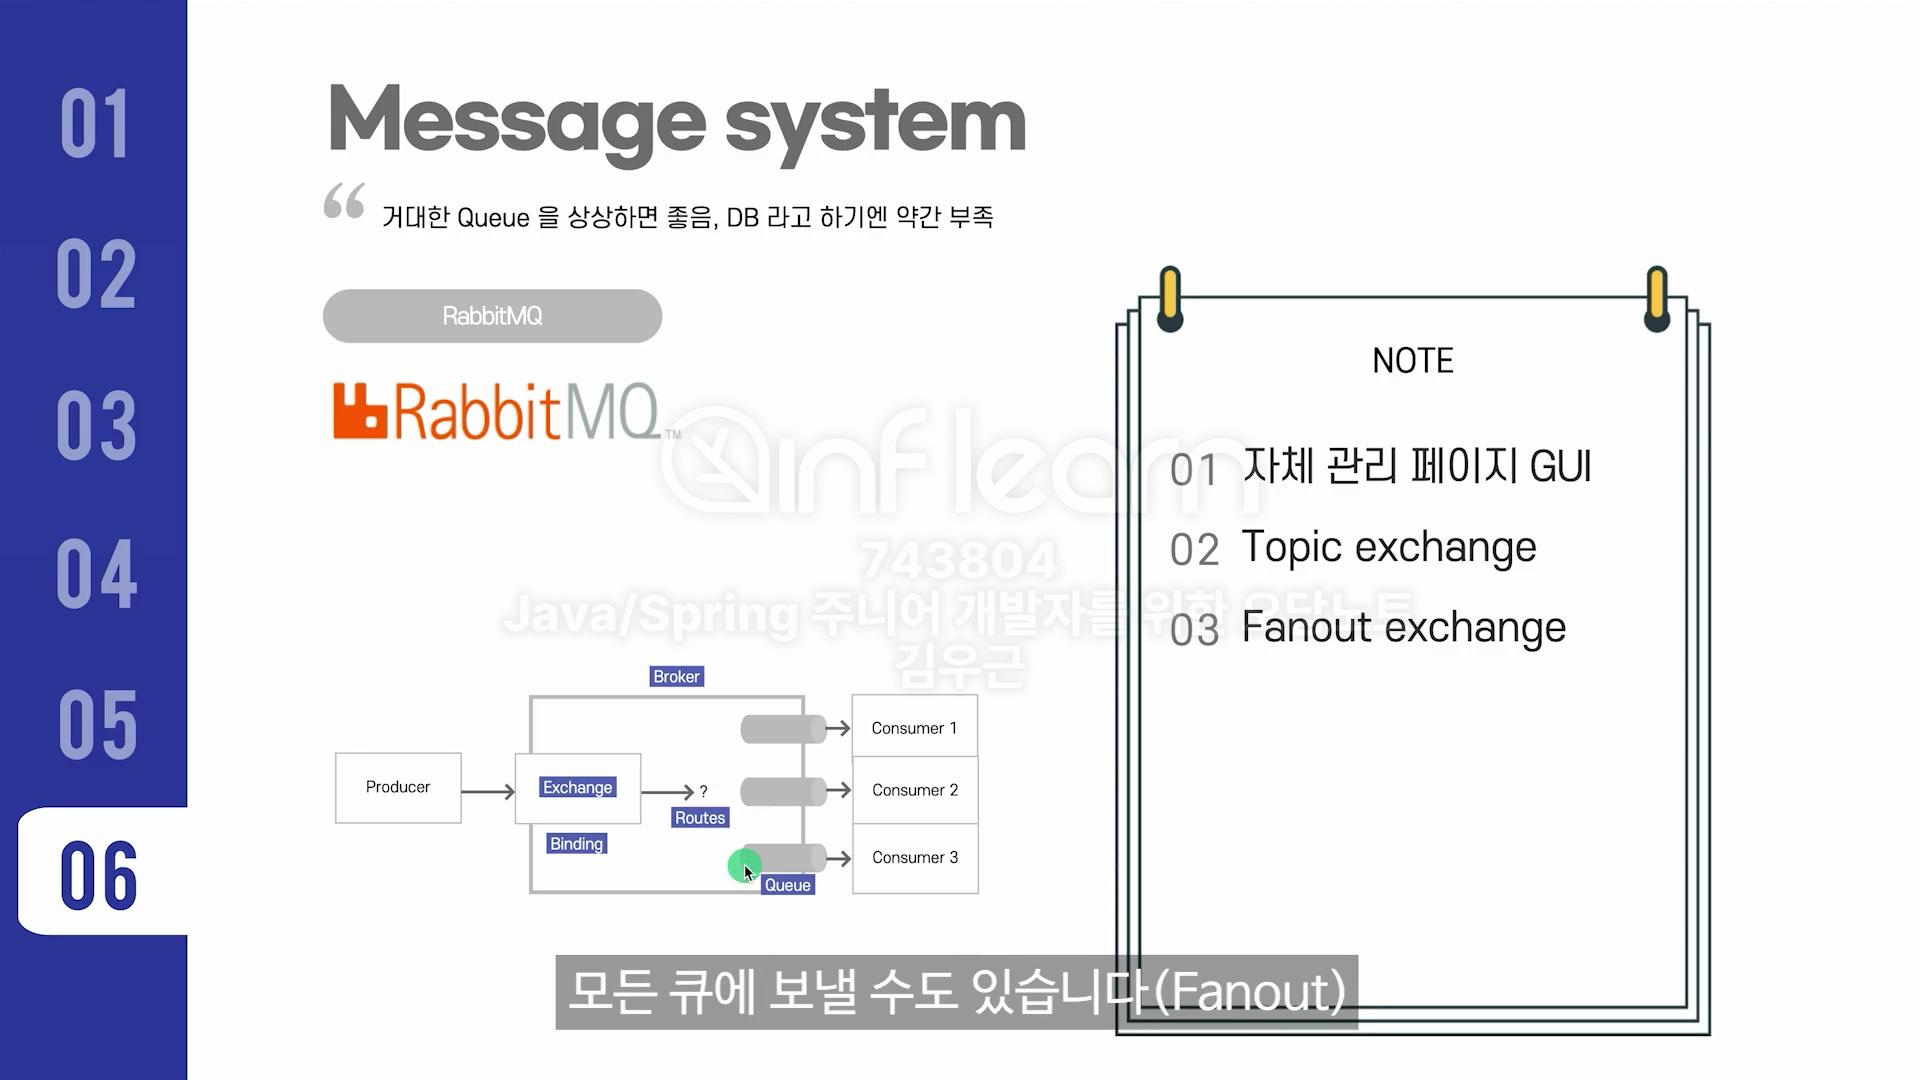 01
02
03
04
05
06
Message system
“ 거대한 Queue 을 상상하면 좋음, DB 라고 하기엔 약간 부족
RabbitMQ
RabbitMQ™
inflearn
743804
Java/Spring 주니어 개발자를 위한 오답노트
김우근
NOTE
01 자체 관리 페이지 GUI
02 Topic exchange
03 Fanout exchange
Broker
Producer
Exchange
Binding
?
Routes
Queue
Consumer 1
Consumer 2
Consumer 3
모든 큐에 보낼 수도 있습니다(Fanout)